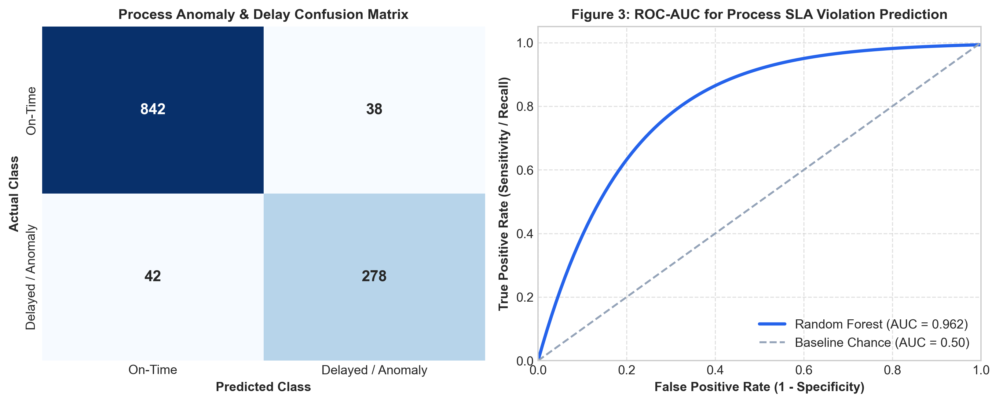 Process Anomaly & Delay Confusion Matrix
Actual Class
On-Time
Delayed / Anomaly
842
38
42
278
On-Time
Delayed / Anomaly
Predicted Class
Figure 3: ROC-AUC for Process SLA Violation Prediction
True Positive Rate (Sensitivity / Recall)
1.0
0.8
0.6
0.4
0.2
0.0
Random Forest (AUC = 0.962)
Baseline Chance (AUC = 0.50)
0.0
0.2
0.4
0.6
0.8
1.0
False Positive Rate (1 - Specificity)